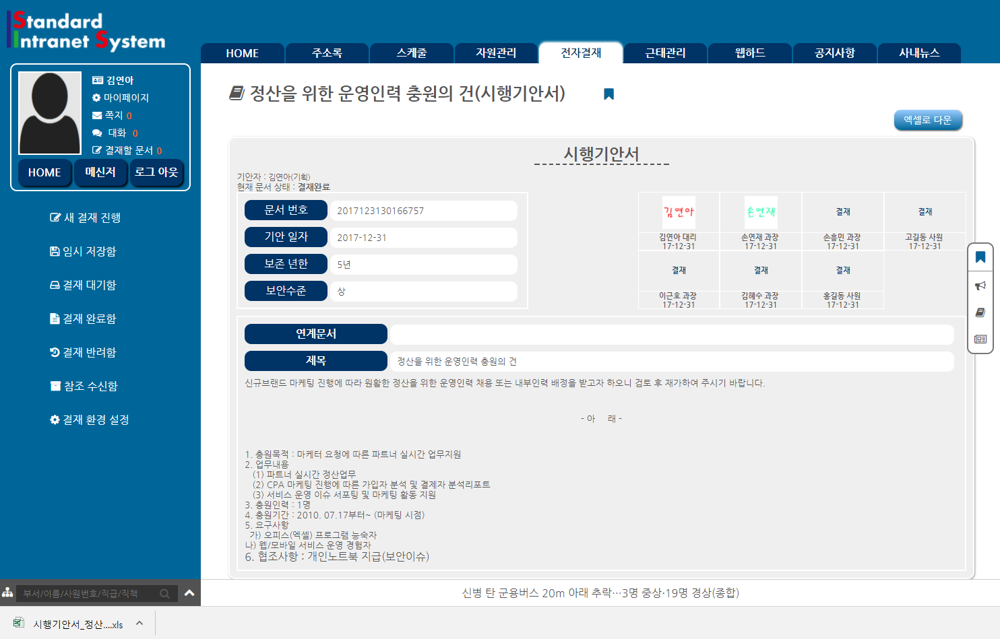 Standard
Intranet System
HOME
주소록
스케줄
자원관리
전자결재
근태관리
웹하드
공지사항
사내뉴스
김연아
마이페이지
쪽지 0
대화 0
결재할 문서 0
HOME
메신저
로그 아웃
새 결재 진행
임시 저장함
결재 대기함
결재 완료함
결재 반려함
참조 수신함
결재 환경 설정
부서/이름/사원번호/직급/직책
정산을 위한 운영인력 충원의 건(시행기안서)
엑셀로 다운
시행기안서
기안자 : 김연아(기획)
현재 문서 상태 : 결재완료
문서 번호 2017123130166757
기안 일자 2017-12-31
보존 년한 5년
보안수준 상
김연아 손연재 결재 결재
김연아 대리 손연재 과장 손흥민 과장 고길동 사원
17-12-31 17-12-31 17-12-31 17-12-31
결재 결재 결재
이근호 과장 김혜수 과장 홍길동 사원
17-12-31 17-12-31 17-12-31
연계문서
제목 정산을 위한 운영인력 충원의 건
신규브랜드 마케팅 진행에 따라 원활한 정산을 위한 운영인력 채용 또는 내부인력 배정을 받고자 하오니 검토 후 재가하여 주시기 바랍니다.
- 아 래 -
1. 충원목적 : 마케터 요청에 따른 파트너 실시간 업무지원
2. 업무내용
(1) 파트너 실시간 정산업무
(2) CPA 마케팅 진행에 따른 가입자 분석 및 결제자 분석리포트
(3) 서비스 운영 이슈 서포팅 및 마케팅 활동 지원
3. 충원인력 : 1명
4. 충원기간 : 2010. 07.17부터~ (마케팅 시점)
5. 요구사항
가) 오피스(엑셀) 프로그램 능숙자
나) 웹/모바일 서비스 운영 경험자
6. 협조사항 : 개인노트북 지급(보안이슈)
신병 탄 군용버스 20m 아래 추락…3명 중상·19명 경상(종합)
시행기안서_정산....xls